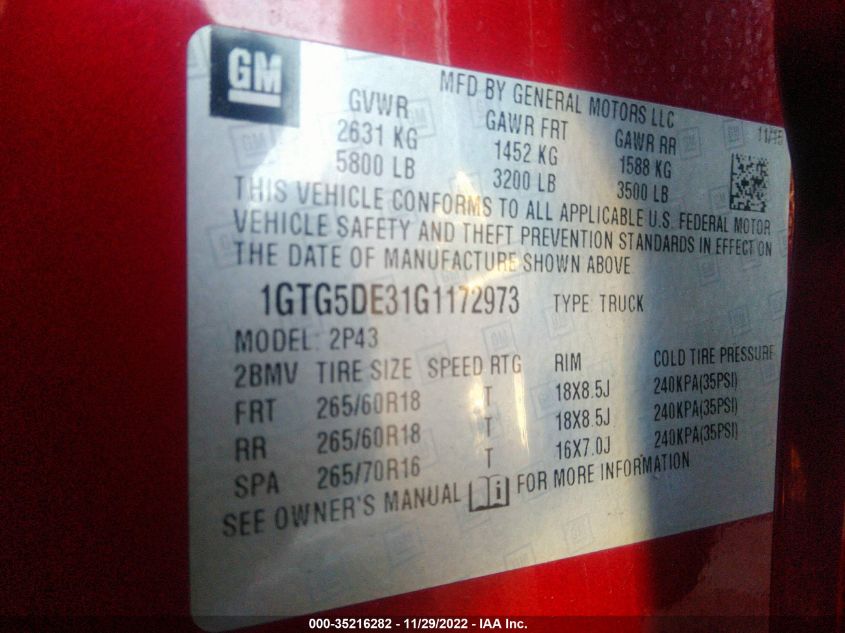 GM
MFD BY GENERAL MOTORS LLC
GVWR GAWR FRT GAWR RR 11/15
2631 KG 1452 KG 1588 KG
5800 LB 3200 LB 3500 LB
THIS VEHICLE CONFORMS TO ALL APPLICABLE U.S. FEDERAL MOTOR
VEHICLE SAFETY AND THEFT PREVENTION STANDARDS IN EFFECT ON
THE DATE OF MANUFACTURE SHOWN ABOVE.
1GTG5DE31G1172973 TYPE: TRUCK
MODEL: 2P43
2BMV TIRE SIZE SPEED RTG RIM COLD TIRE PRESSURE
FRT 265/60R18 T 18X8.5J 240KPA(35PSI)
RR 265/60R18 T 18X8.5J 240KPA(35PSI)
SPA 265/70R16 T 16X7.0J 240KPA(35PSI)
SEE OWNER'S MANUAL i FOR MORE INFORMATION
000-35216282 - 11/29/2022 - IAA Inc.